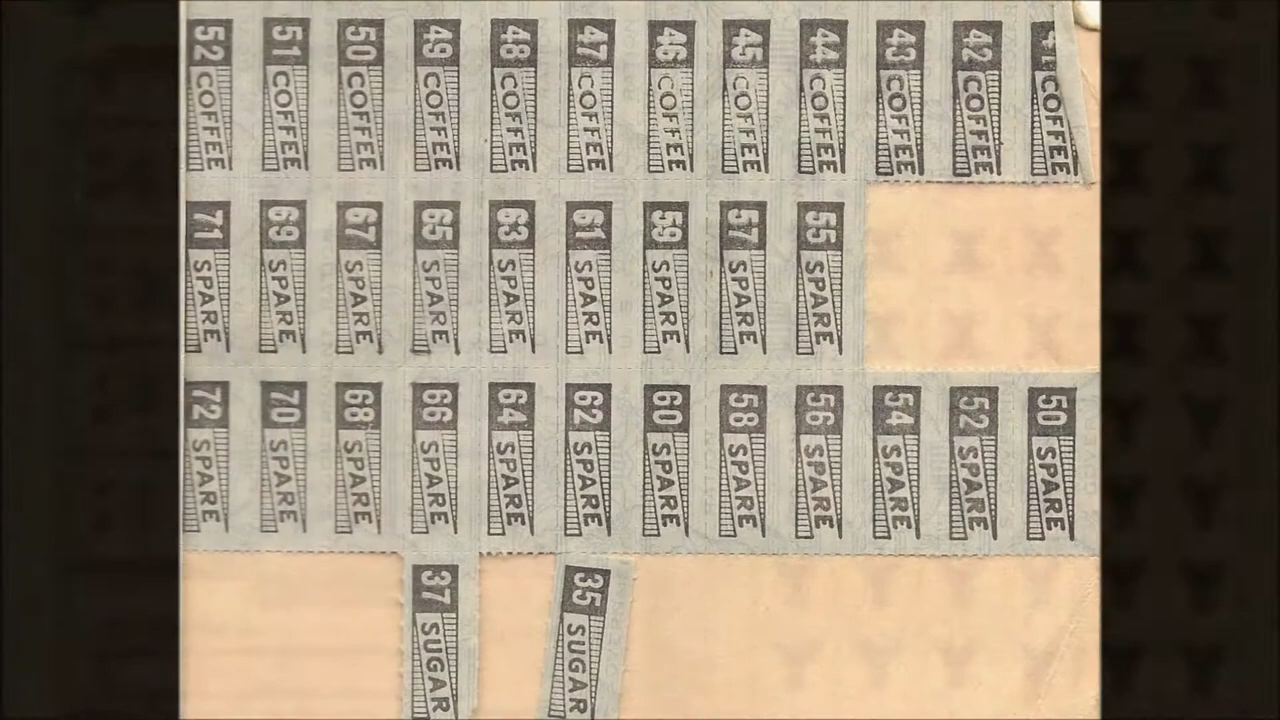 52 COFFEE 51 COFFEE 50 COFFEE 49 COFFEE 48 COFFEE 47 COFFEE 46 COFFEE 45 COFFEE 44 COFFEE 43 COFFEE 42 COFFEE COFFEE
71 SPARE 69 SPARE 67 SPARE 65 SPARE 63 SPARE 61 SPARE 59 SPARE 57 SPARE 55 SPARE
72 SPARE 70 SPARE 68 SPARE 66 SPARE 64 SPARE 62 SPARE 60 SPARE 58 SPARE 56 SPARE 54 SPARE 52 SPARE 50 SPARE
37 SUGAR 35 SUGAR